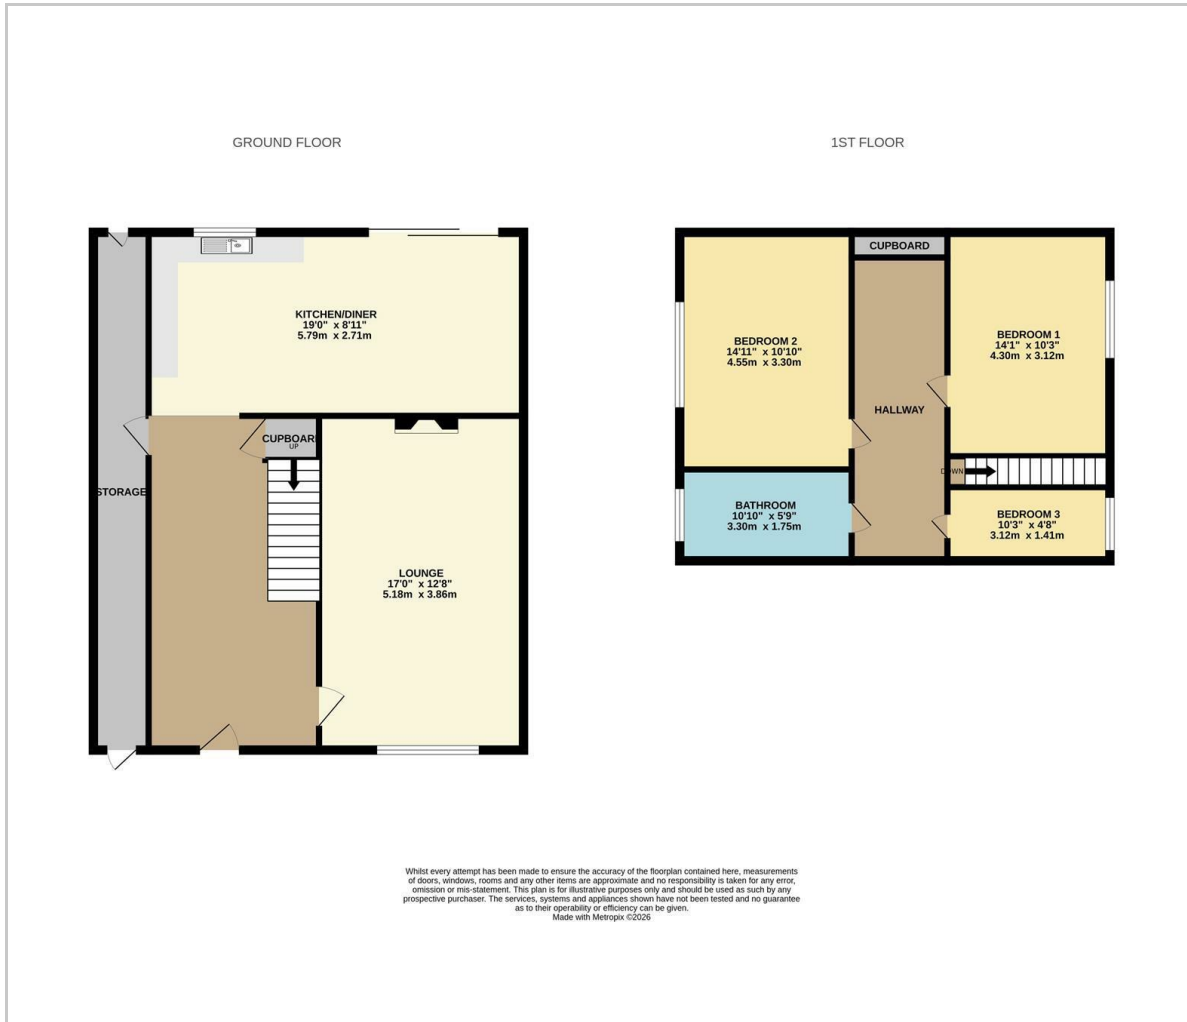 GROUND FLOOR
1ST FLOOR
KITCHEN/DINER
19'0" x 8'11"
5.79m x 2.71m
CUPBOARD
UP
STORAGE
LOUNGE
17'0" x 12'8"
5.18m x 3.86m
CUPBOARD
BEDROOM 2
14'11" x 10'10"
4.55m x 3.30m
BEDROOM 1
14'1" x 10'3"
4.30m x 3.12m
HALLWAY
DOWN
BATHROOM
10'10" x 5'9"
3.30m x 1.75m
BEDROOM 3
10'3" x 4'8"
3.12m x 1.41m
Whilst every attempt has been made to ensure the accuracy of the floorplan contained here, measurements
of doors, windows, rooms and any other items are approximate and no responsibility is taken for any error,
omission or mis-statement. This plan is for illustrative purposes only and should be used as such by any
prospective purchaser. The services, systems and appliances shown have not been tested and no guarantee
as to their operability or efficiency can be given.
Made with Metropix ©2026